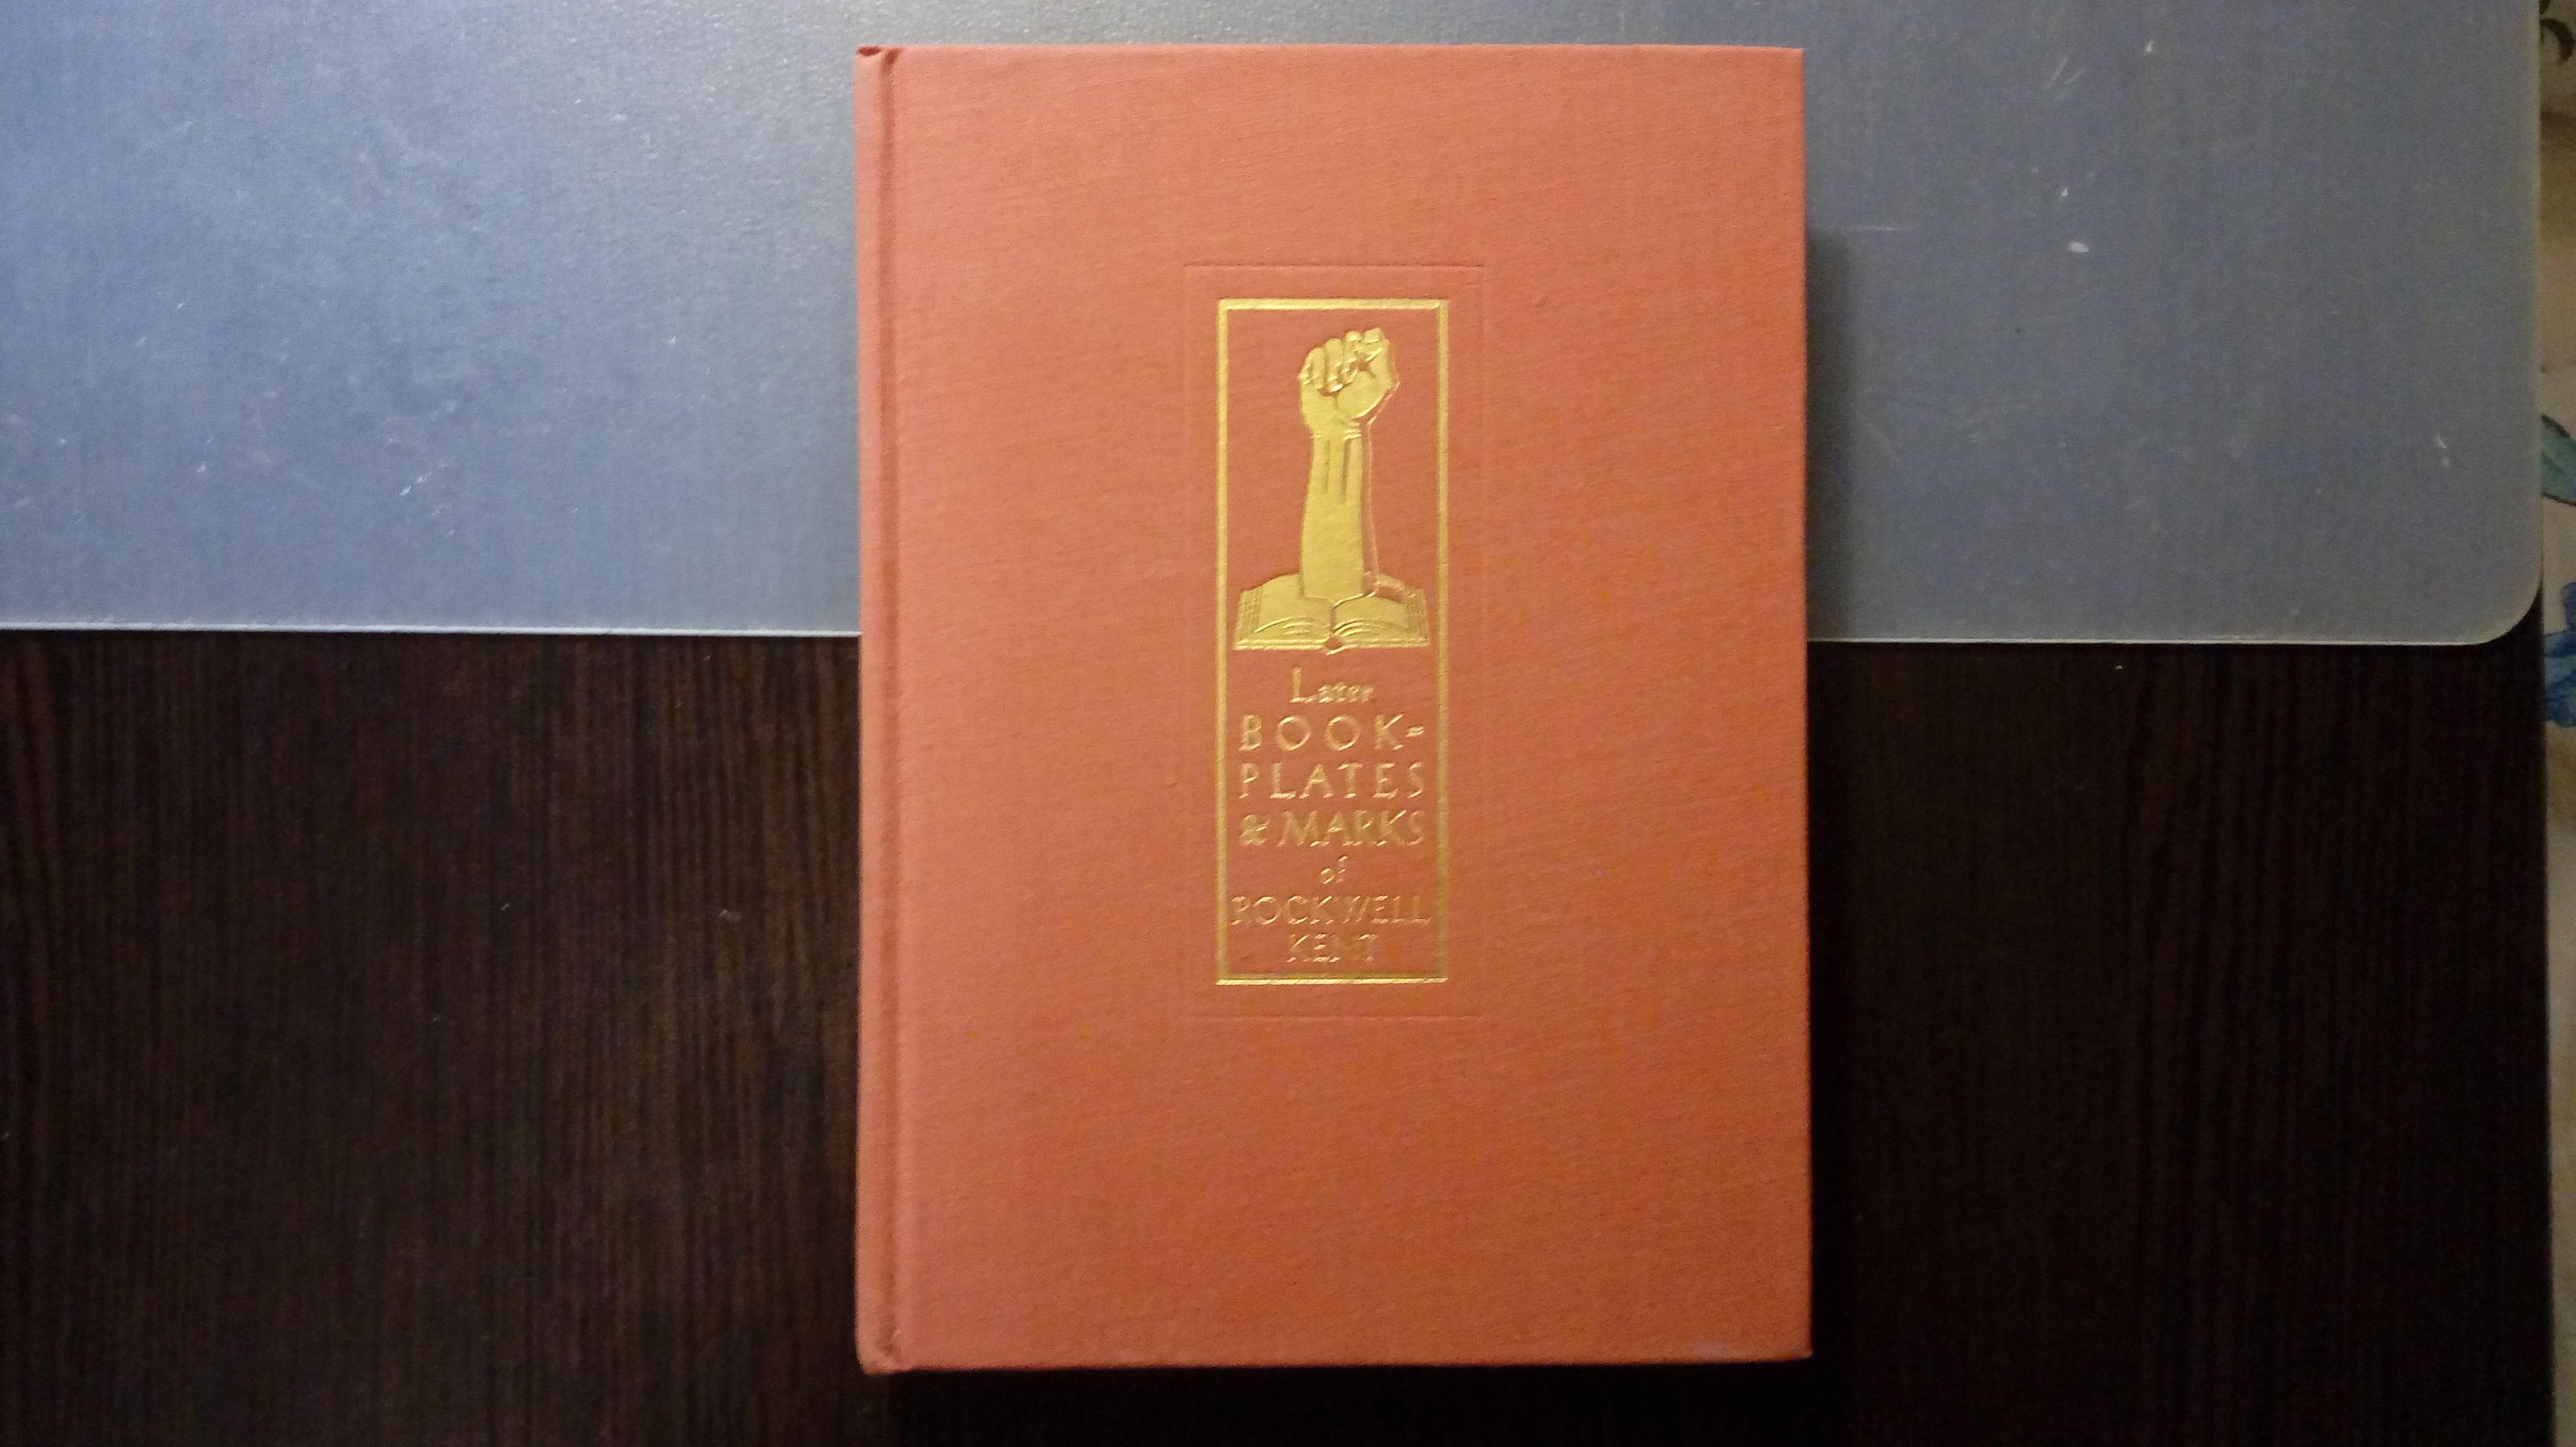 Later
BOOK=
PLATES
& MARKS
of
ROCKWELL
KENT